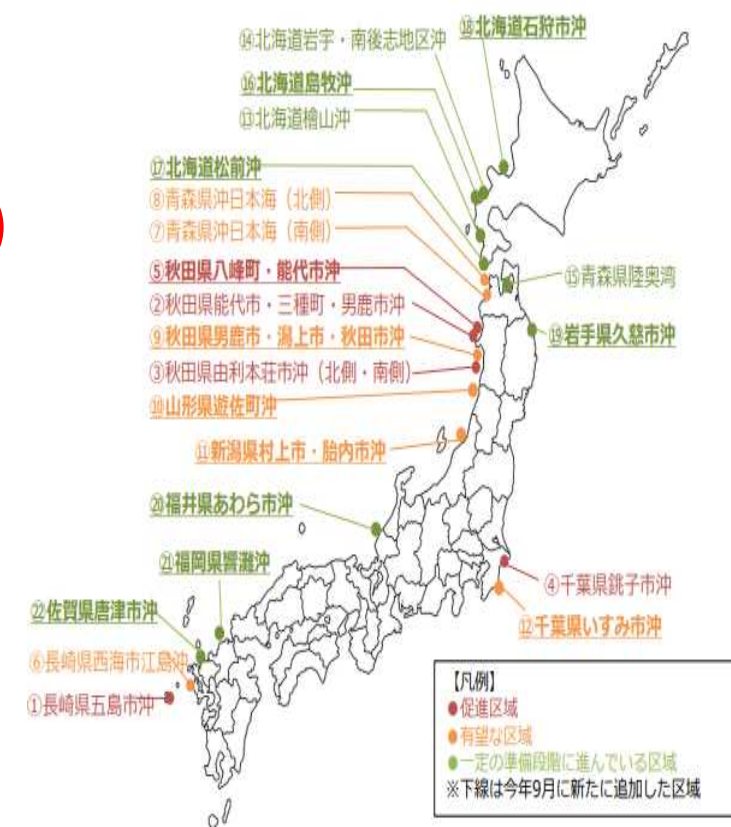 ⑱北海道石狩市沖
⑭北海道岩宇・南後志地区沖
⑯北海道島牧沖
⑬北海道檜山沖
⑰北海道松前沖
⑧青森県沖日本海（北側）
⑦青森県沖日本海（南側）
⑤秋田県八峰町・能代市沖
⑮青森県陸奥湾
②秋田県能代市・三種町・男鹿市沖
⑨秋田県男鹿市・潟上市・秋田市沖
⑲岩手県久慈市沖
③秋田県由利本荘市沖（北側・南側）
⑩山形県遊佐町沖
⑪新潟県村上市・胎内市沖
⑳福井県あわら市沖
㉑福岡県響灘沖
④千葉県銚子市沖
㉒佐賀県唐津市沖
⑫千葉県いすみ市沖
⑥長崎県西海市江島沖
①長崎県五島市沖
【凡例】
●促進区域
●有望な区域
●一定の準備段階に進んでいる区域
※下線は今年9月に新たに追加した区域